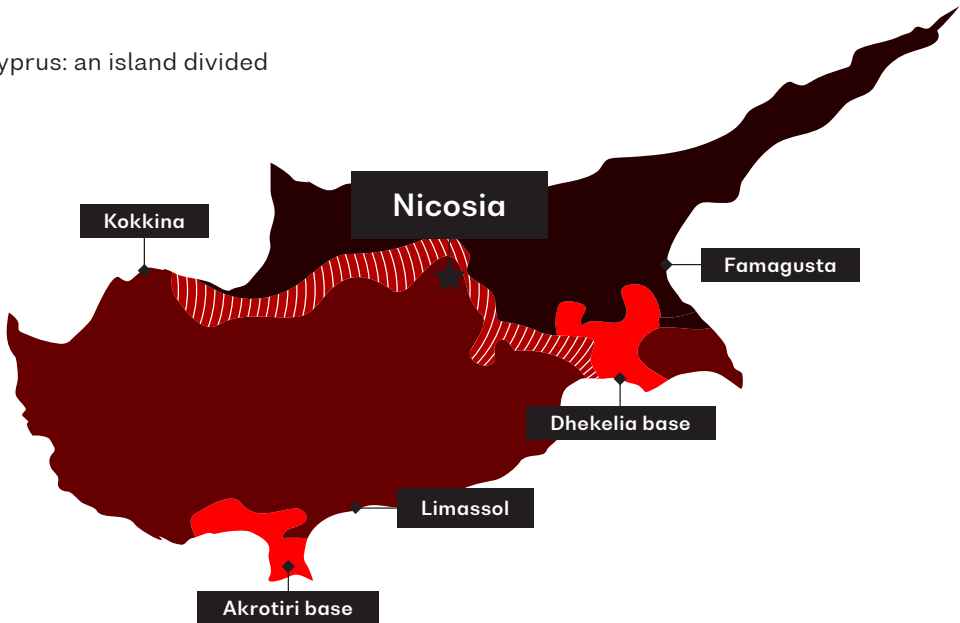 yprus: an island divided
Nicosia
Kokkina
Famagusta
Dhekelia base
Limassol
Akrotiri base